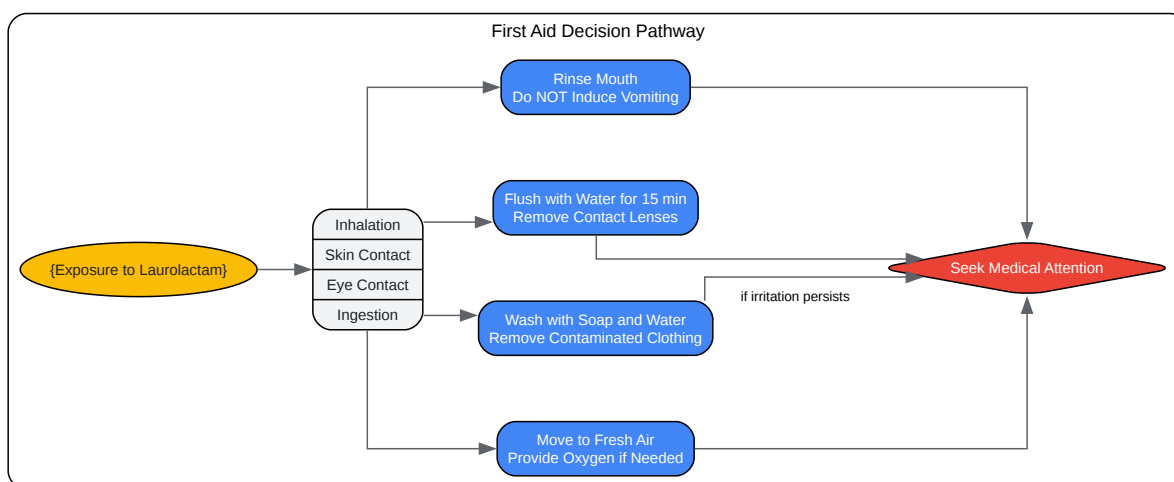 First Aid Decision Pathway
Rinse Mouth
Do NOT Induce Vomiting
Flush with Water for 15 min
Remove Contact Lenses
Inhalation
Skin Contact
Eye Contact
Ingestion
{Exposure to Laurolactam}
Seek Medical Attention
if irritation persists
Wash with Soap and Water
Remove Contaminated Clothing
Move to Fresh Air
Provide Oxygen if Needed